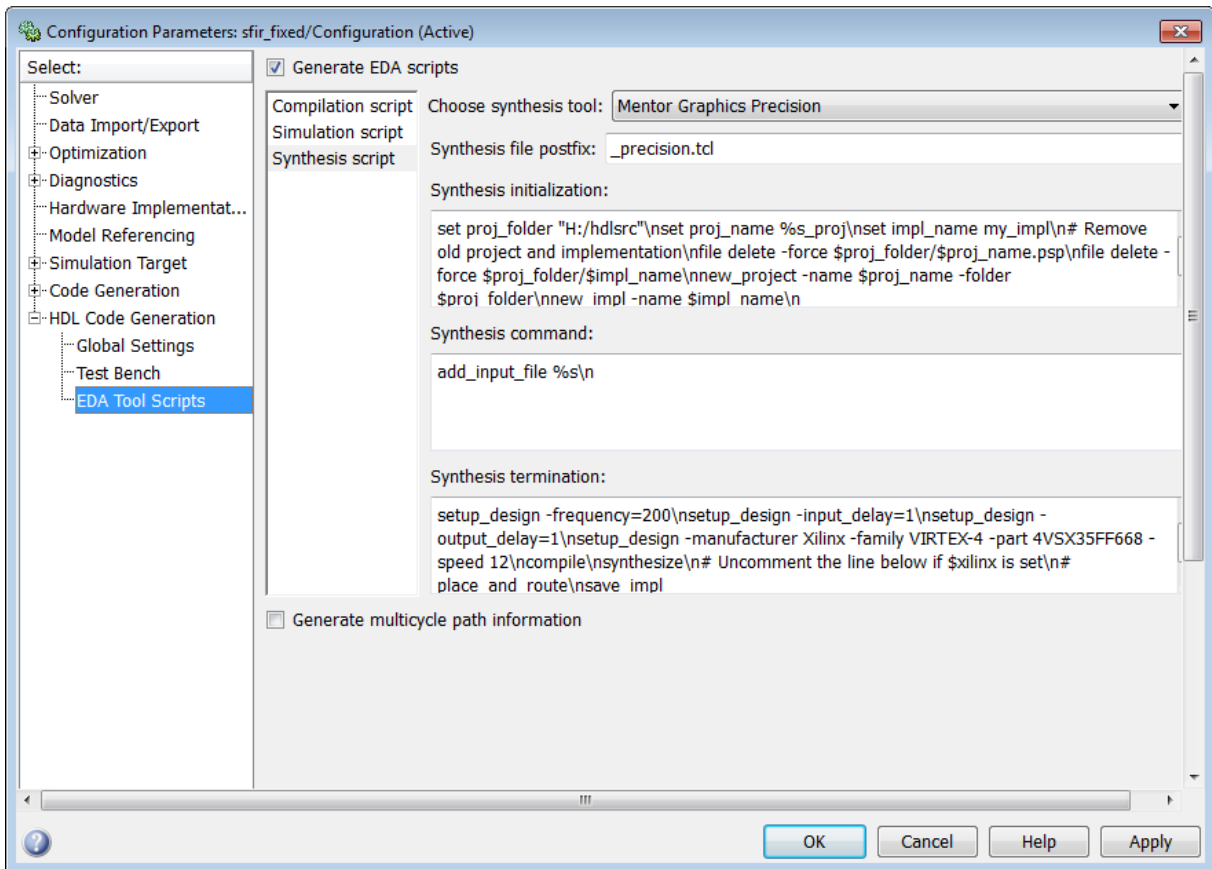 Configuration Parameters: sfir_fixed/Configuration (Active)
Select:
Solver
Data Import/Export
Optimization
Diagnostics
Hardware Implementat...
Model Referencing
Simulation Target
Code Generation
HDL Code Generation
Global Settings
Test Bench
EDA Tool Scripts
Generate EDA scripts
Compilation script
Simulation script
Synthesis script
Choose synthesis tool: Mentor Graphics Precision
Synthesis file postfix: _precision.tcl
Synthesis initialization:
set proj_folder "H:/hdlsrc"\nset proj_name %s_proj\nset impl_name my_impl\n# Remove
old project and implementation\nfile delete -force $proj_folder/$proj_name.psp\nfile delete -
force $proj_folder/$impl_name\nnew_project -name $proj_name -folder
$proj_folder\nnew_impl -name $impl_name\n
Synthesis command:
add_input_file %s\n
Synthesis termination:
setup_design -frequency=200\nsetup_design -input_delay=1\nsetup_design -
output_delay=1\nsetup_design -manufacturer Xilinx -family VIRTEX-4 -part 4VSX35FF668 -
speed 12\ncompile\nsynthesize\n# Uncomment the line below if $xilinx is set\n#
place_and_route\nsave_impl
Generate multicycle path information
OK
Cancel
Help
Apply